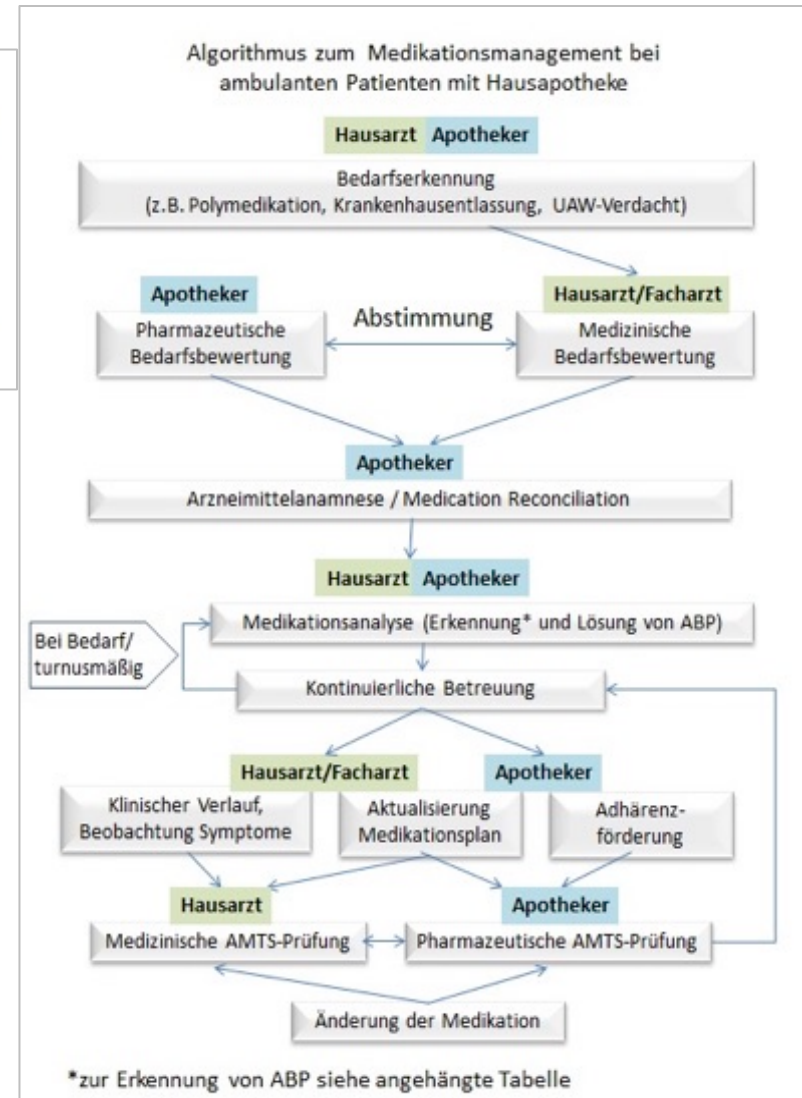 Algorithmus zum Medikationsmanagement bei
ambulanten Patienten mit Hausapotheke
Hausarzt Apotheker
Bedarfserkennung
(z.B. Polymedikation, Krankenhausentlassung, UAW-Verdacht)
Apotheker
Hausarzt/Facharzt
Pharmazeutische
Bedarfsbewertung
Abstimmung
Medizinische
Bedarfsbewertung
Apotheker
Arzneimittelanamnese / Medication Reconciliation
Hausarzt Apotheker
Medikationsanalyse (Erkennung* und Lösung von ABP)
Bei Bedarf/
turnusmäßig
Kontinuierliche Betreuung
Hausarzt/Facharzt
Apotheker
Klinischer Verlauf,
Beobachtung Symptome
Aktualisierung
Medikationsplan
Adhärenz-
förderung
Hausarzt
Apotheker
Medizinische AMTS-Prüfung
Pharmazeutische AMTS-Prüfung
Änderung der Medikation
*zur Erkennung von ABP siehe angehängte Tabelle